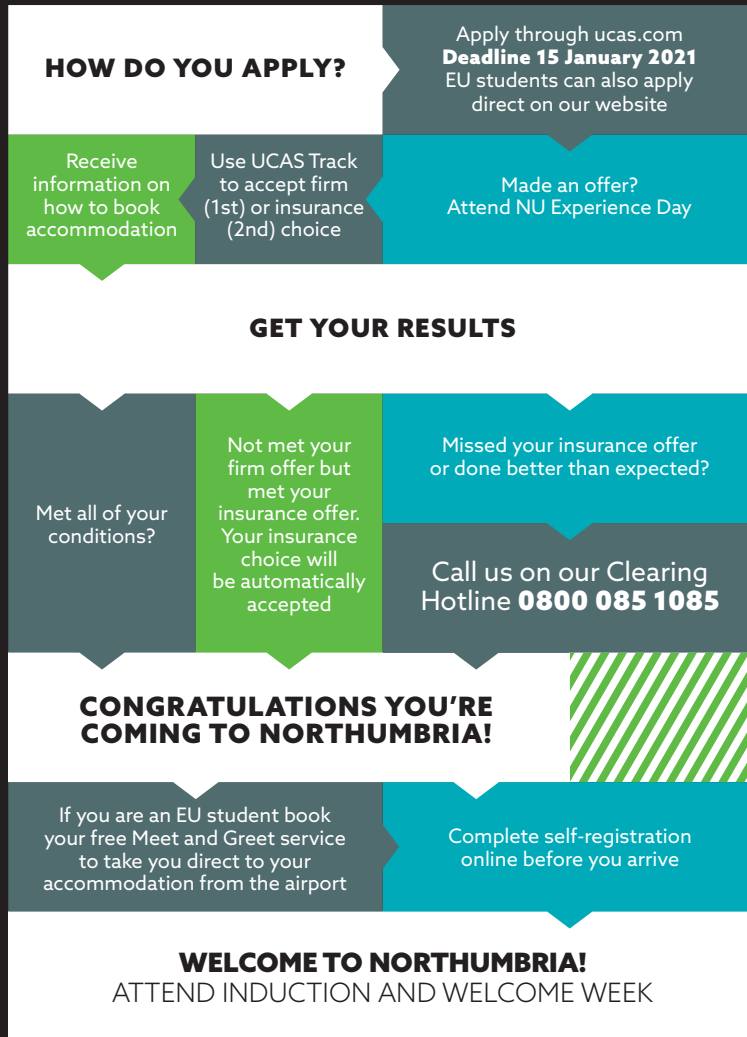 HOW DO YOU APPLY?
Apply through ucas.com
Deadline 15 January 2021
EU students can also apply
direct on our website
Made an offer?
Attend NU Experience Day
Use UCAS Track
to accept firm
(1st) or insurance
(2nd) choice
Receive
information on
how to book
accommodation
GET YOUR RESULTS
Met all of your
conditions?
Not met your
firm offer but
met your
insurance offer.
Your insurance
choice will
be automatically
accepted
Missed your insurance offer
or done better than expected?
Call us on our Clearing
Hotline 0800 085 1085
CONGRATULATIONS YOU’RE
COMING TO NORTHUMBRIA!
If you are an EU student book
your free Meet and Greet service
to take you direct to your
accommodation from the airport
Complete self-registration
online before you arrive
WELCOME TO NORTHUMBRIA!
ATTEND INDUCTION AND WELCOME WEEK